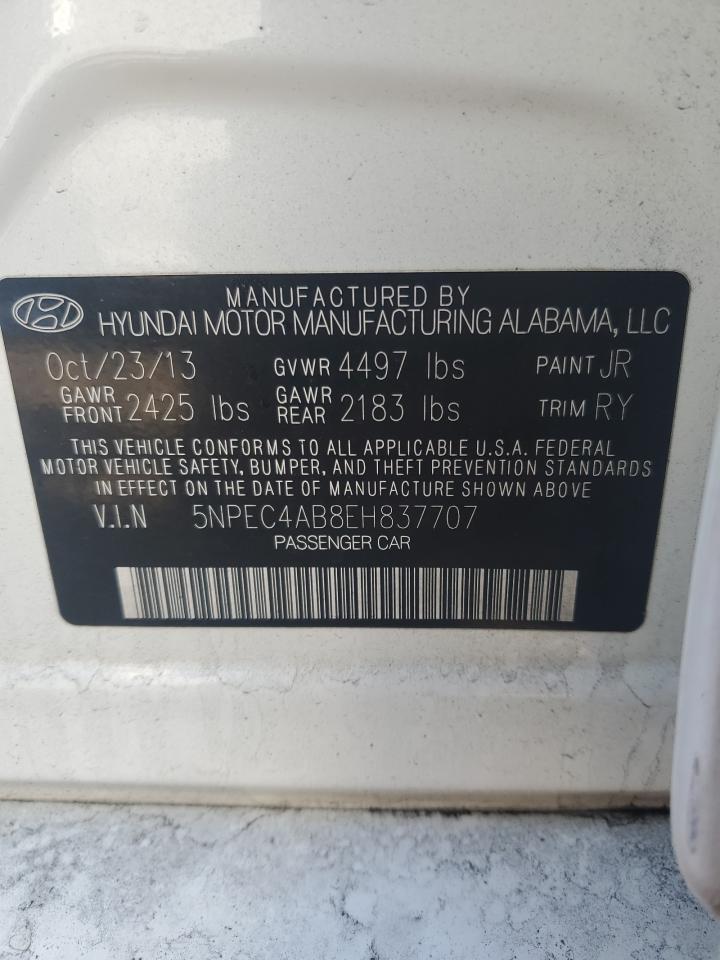 MANUFACTURED BY
HYUNDAI MOTOR MANUFACTURING ALABAMA, LLC
Oct/23/13 GVWR 4497 lbs PAINT JR
GAWR FRONT 2425 lbs GAWR REAR 2183 lbs TRIM RY
THIS VEHICLE CONFORMS TO ALL APPLICABLE U.S.A. FEDERAL
MOTOR VEHICLE SAFETY, BUMPER, AND THEFT PREVENTION STANDARDS
IN EFFECT ON THE DATE OF MANUFACTURE SHOWN ABOVE
V.I.N 5NPEC4AB8EH837707
PASSENGER CAR